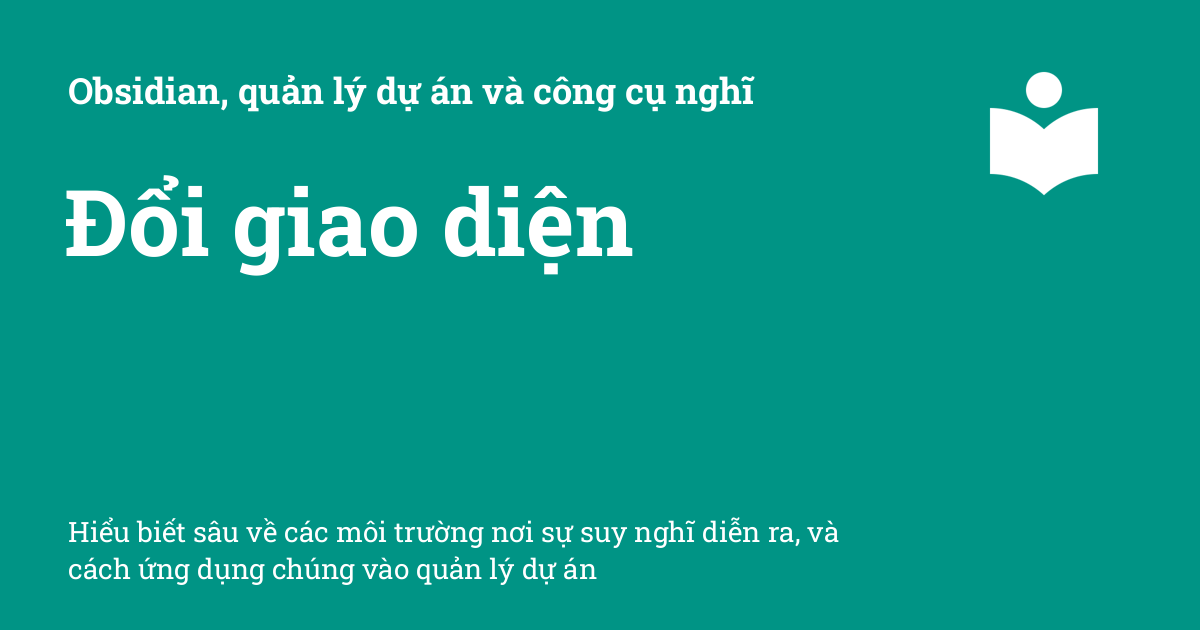 Obsidian, quản lý dự án và công cụ nghĩ
Đổi giao diện
Hiểu biết sâu về các môi trường nơi sự suy nghĩ diễn ra, và
cách ứng dụng chúng vào quản lý dự án